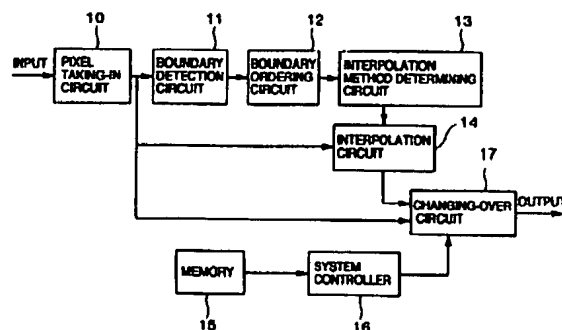 10
11
12
13
INPUT
PIXEL
TAKING-IN
CIRCUIT
BOUNDARY
DETECTION
CIRCUIT
BOUNDARY
ORDERING
CIRCUIT
INTERPOLATION
METHOD DETERMINING
CIRCUIT
INTERPOLATION
CIRCUIT
14
17
CHANGING-OVER
CIRCUIT
OUTPUT
MEMORY
SYSTEM
CONTROLLER
15
16